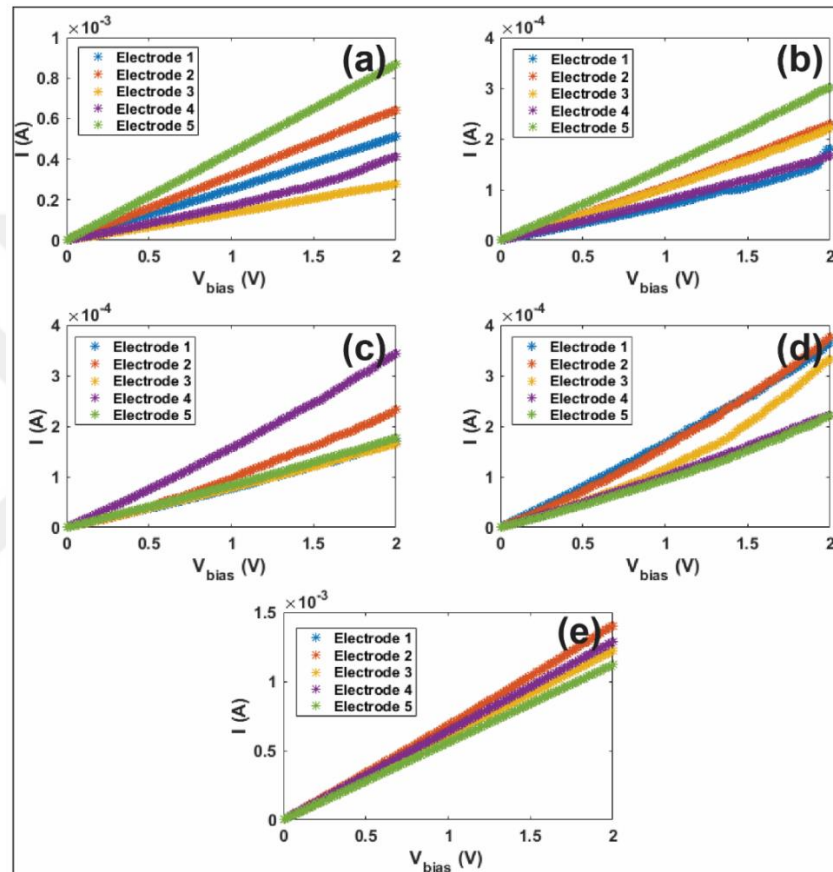 ×10⁻³
(a)
1
0.8
0.6
0.4
0.2
0
I (A)
Electrode 1
Electrode 2
Electrode 3
Electrode 4
Electrode 5
0 0.5 1 1.5 2
V_bias (V)
×10⁻⁴
(b)
4
3
2
1
0
I (A)
Electrode 1
Electrode 2
Electrode 3
Electrode 4
Electrode 5
0 0.5 1 1.5 2
V_bias (V)
×10⁻⁴
(c)
4
3
2
1
0
I (A)
Electrode 1
Electrode 2
Electrode 3
Electrode 4
Electrode 5
0 0.5 1 1.5 2
V_bias (V)
×10⁻⁴
(d)
4
3
2
1
0
I (A)
Electrode 1
Electrode 2
Electrode 3
Electrode 4
Electrode 5
0 0.5 1 1.5 2
V_bias (V)
×10⁻³
(e)
1.5
1
0.5
0
I (A)
Electrode 1
Electrode 2
Electrode 3
Electrode 4
Electrode 5
0 0.5 1 1.5 2
V_bias (V)